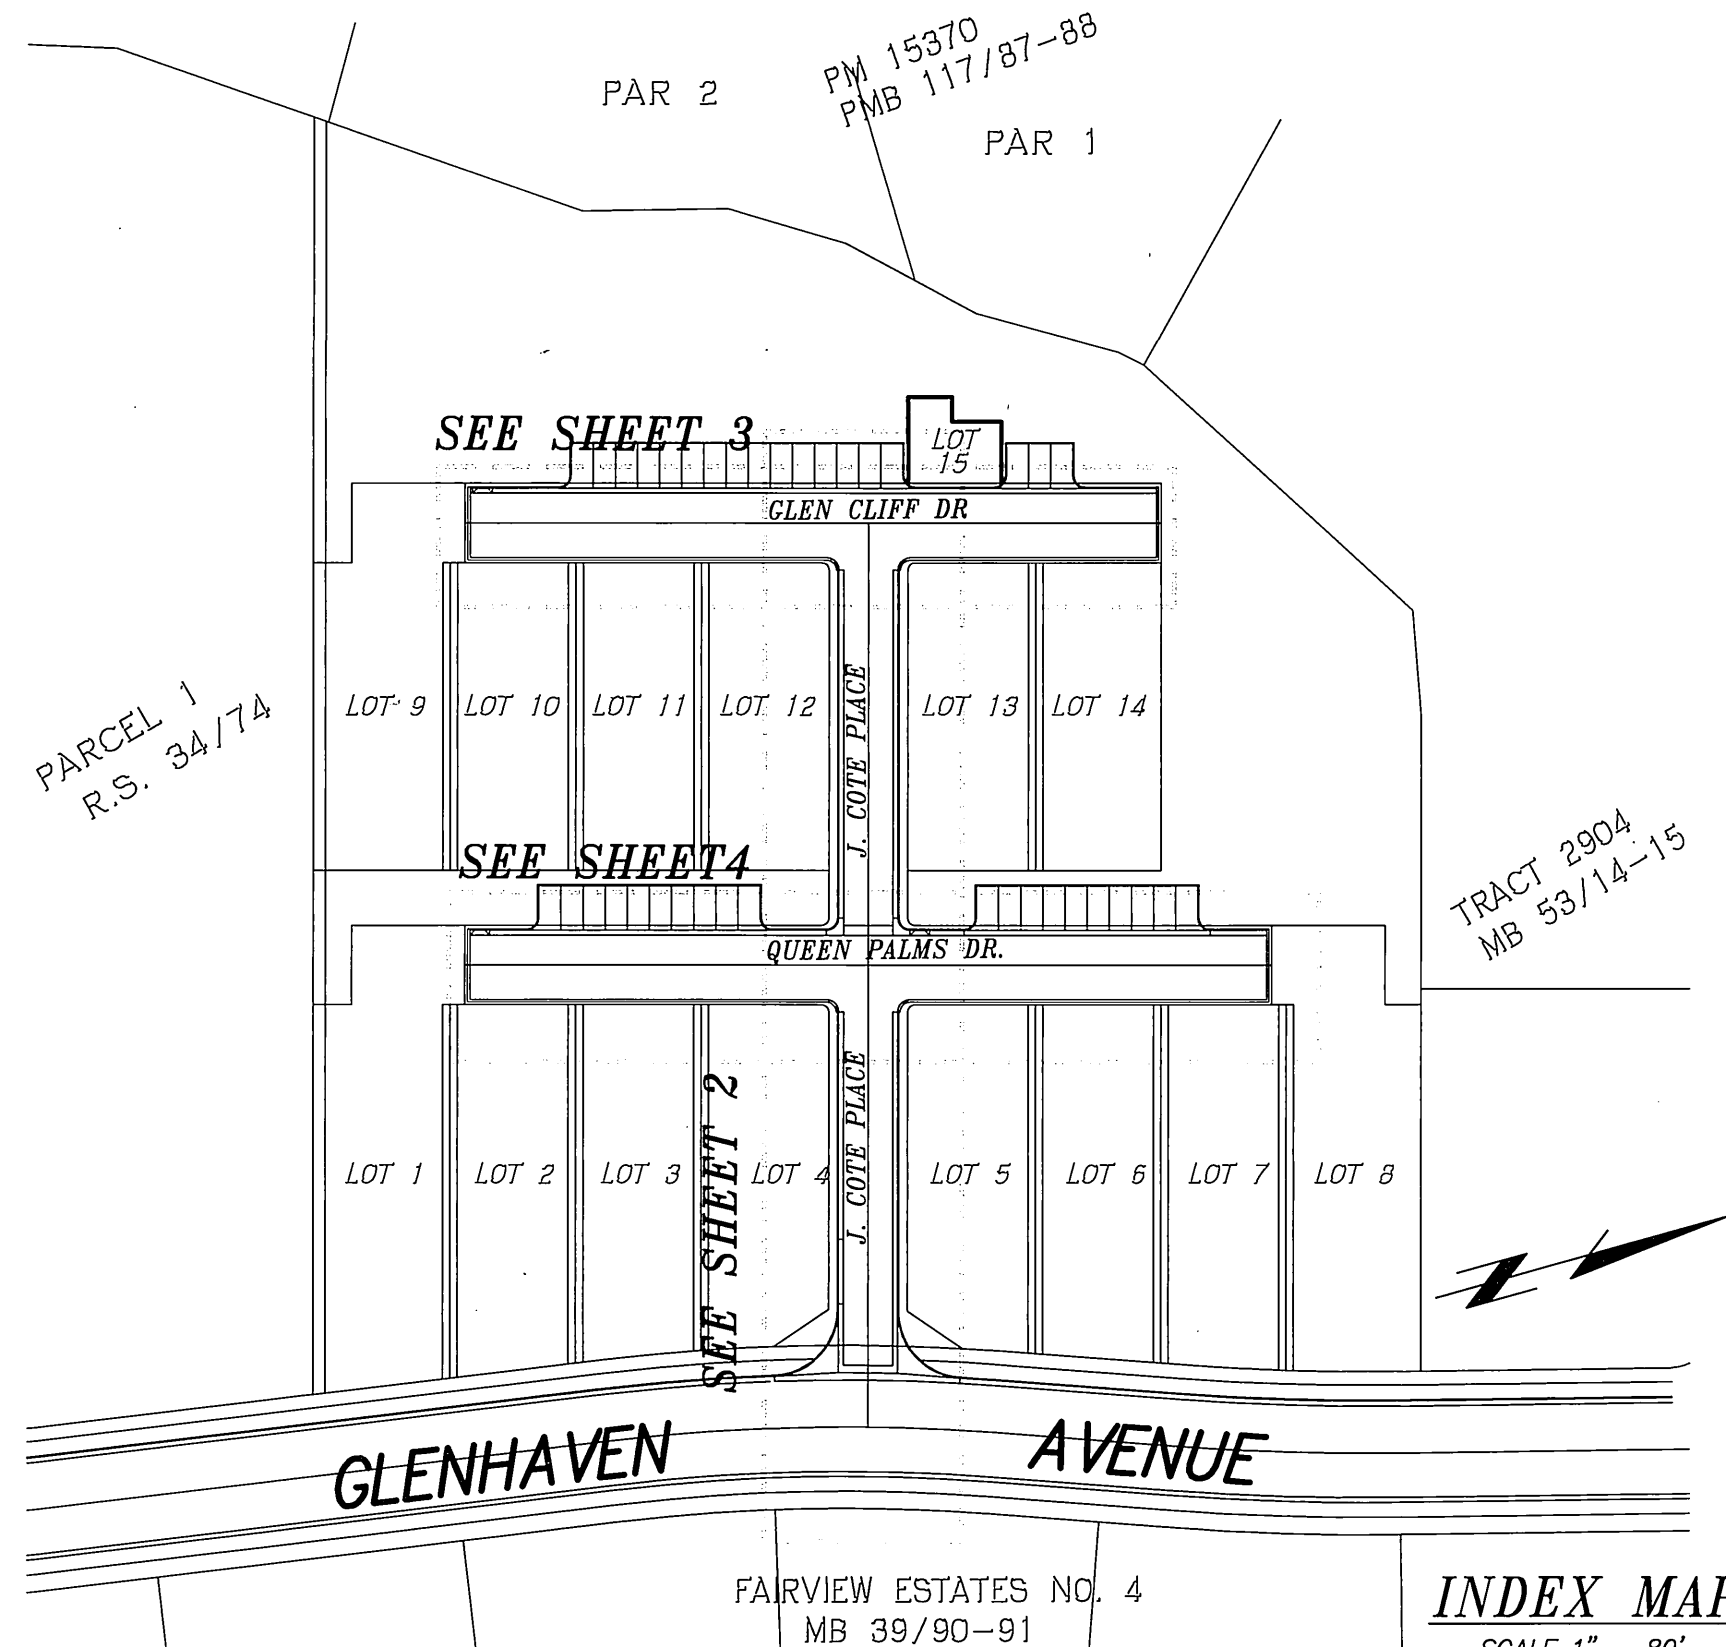 PM 15370
PMB 117/87-88
PAR 2
PAR 1
SEE SHEET 3
LOT
15
GLEN CLIFF DR
PARCEL 1
R.S. 34/74
LOT 9
LOT 10
LOT 11
LOT 12
J. COTE PLACE
LOT 13
LOT 14
SEE SHEET4
TRACT 2904
MB 53/14-15
QUEEN PALMS DR.
LOT 1
LOT 2
LOT 3
SEE SHEET 2
LOT 4
J. COTE PLACE
LOT 5
LOT 6
LOT 7
LOT 8
N
GLENHAVEN AVENUE
FAIRVIEW ESTATES NO. 4
MB 39/90-91
INDEX MAP